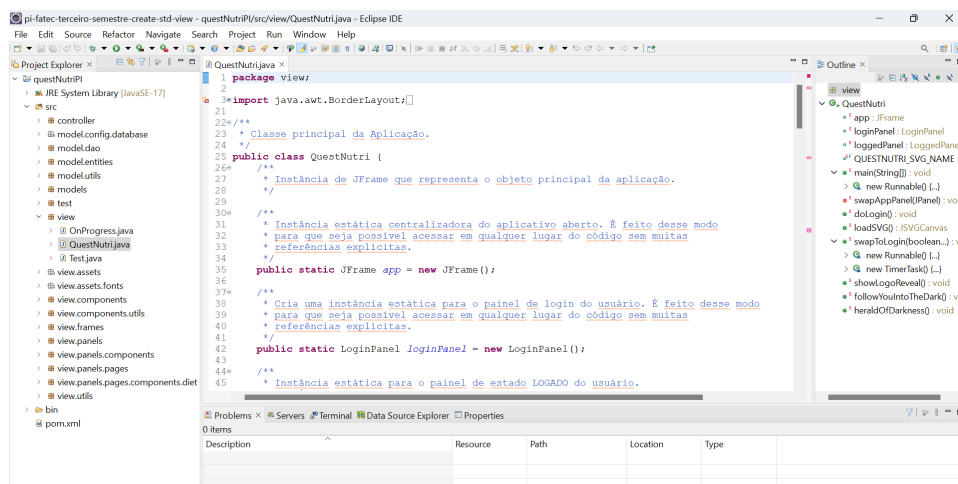 pi-fatec-terceiro-semestre-create-std-view - questNutriPI/src/view/QuestNutri.java - Eclipse IDE
File Edit Source Refactor Navigate Search Project Run Window Help
Project Explorer ×
questNutriPI
JRE System Library [JavaSE-17]
src
controller
model.config.database
model.dao
model.entities
model.utils
models
test
view
OnProgress.java
QuestNutri.java
Test.java
view.assets
view.assets.fonts
view.components
view.components.utils
view.frames
view.panels
view.panels.components
view.panels.pages
view.panels.pages.components.diet
view.utils
bin
pom.xml
QuestNutri.java ×
1 package view;
2
3 import java.awt.BorderLayout;
21
22 /**
23 * Classe principal da Aplicação.
24 */
25 public class QuestNutri {
26 /**
27 * Instância de JFrame que representa o objeto principal da aplicação.
28 */
29
30 /**
31 * Instância estática centralizadora do aplicativo aberto. É feito desse modo
32 * para que seja possível acessar em qualquer lugar do código sem muitas
33 * referências explícitas.
34 */
35 public static JFrame app = new JFrame();
36
37 /**
38 * Cria uma instância estática para o painel de login do usuário. É feito desse modo
39 * para que seja possível acessar em qualquer lugar do código sem muitas
40 * referências explícitas.
41 */
42 public static LoginPanel loginPanel = new LoginPanel();
43
44 /**
45 * Instância estática para o painel de estado LOGADO do usuário.
Outline ×
view
QuestNutri
app : JFrame
loginPanel : LoginPanel
loggedPanel : LoggedPane
QUESTNUTRI_SVG_NAME :
main(String[]) : void
new Runnable() {...}
swapAppPanel(JPanel) : vo
doLogin() : void
loadSVG() : JSVGCanvas
swapToLogin(boolean...) : v
new Runnable() {...}
new TimerTask() {...}
showLogoReveal() : void
followYouIntoTheDark() : v
heraldOfDarkness() : void
Problems × Servers Terminal Data Source Explorer Properties
0 items
Description Resource Path Location Type